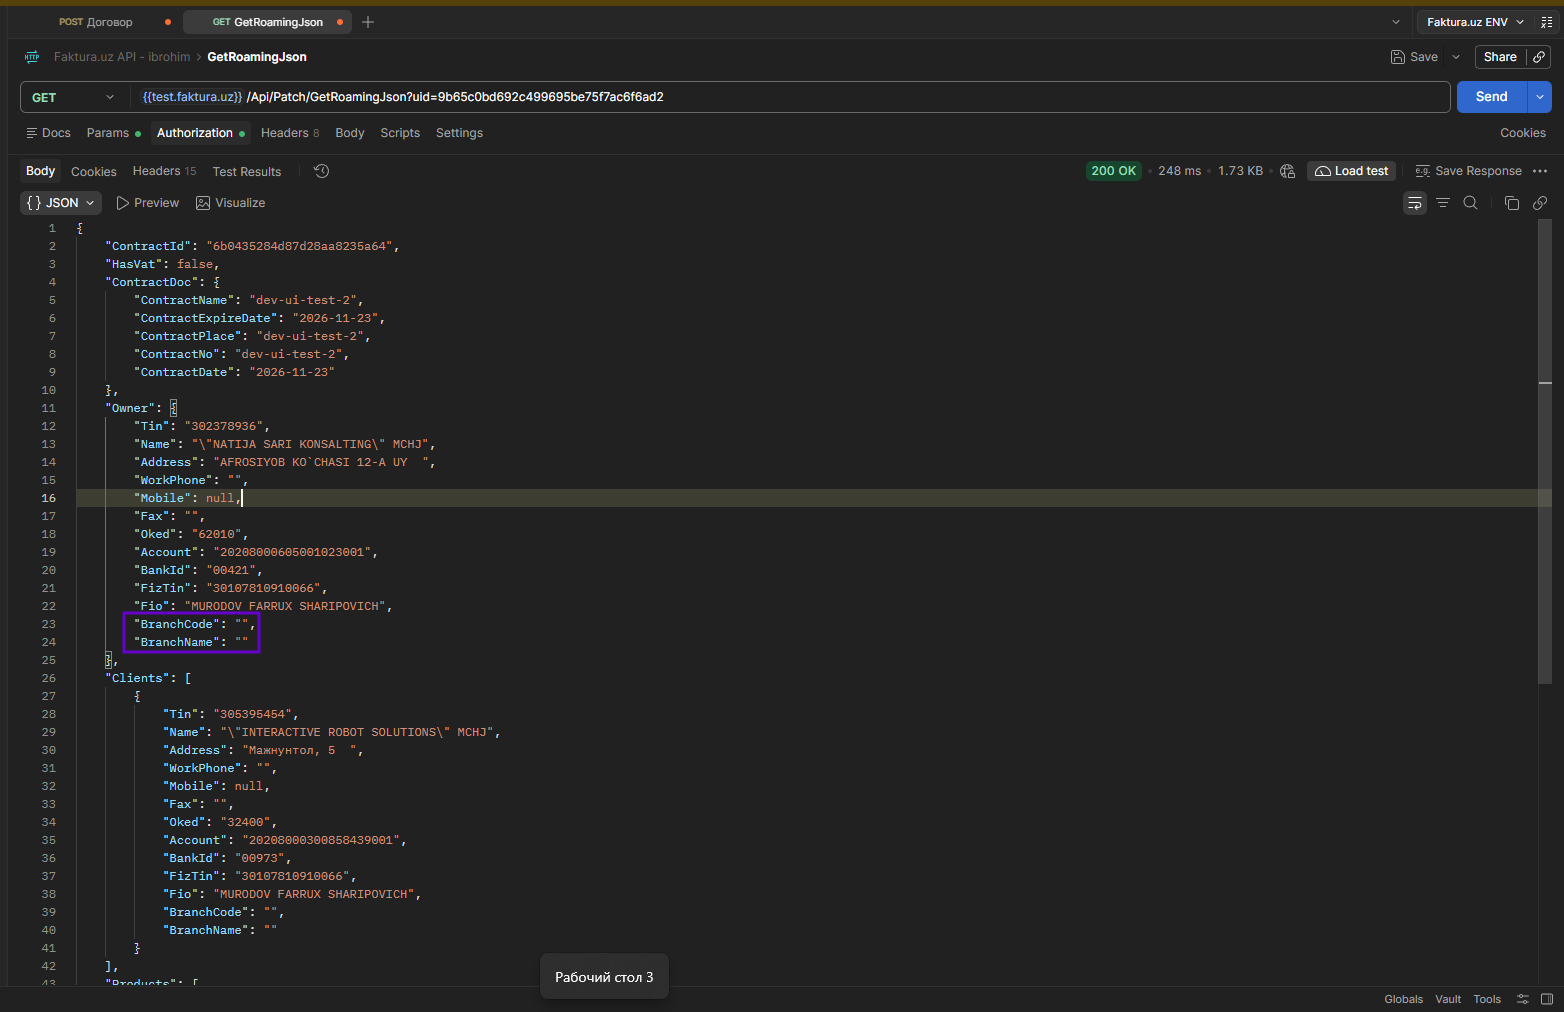 POST Договор
GET GetRoamingJson
Faktura.uz ENV
HTTP Faktura.uz API - ibrohim > GetRoamingJson
Save
Share
GET
{{test.faktura.uz}} /Api/Patch/GetRoamingJson?uid=9b65c0bd692c499695be75f7ac6f6ad2
Send
Docs Params Authorization Headers 8 Body Scripts Settings
Cookies
Body Cookies Headers 15 Test Results
200 OK • 248 ms • 1.73 KB
Load test
e.g. Save Response
{} JSON Preview Visualize
1 {
2 "ContractId": "6b0435284d87d28aa8235a64",
3 "HasVat": false,
4 "ContractDoc": {
5 "ContractName": "dev-ui-test-2",
6 "ContractExpireDate": "2026-11-23",
7 "ContractPlace": "dev-ui-test-2",
8 "ContractNo": "dev-ui-test-2",
9 "ContractDate": "2026-11-23"
10 },
11 "Owner": {
12 "Tin": "302378936",
13 "Name": "\"NATIJA SARI KONSALTING\" MCHJ",
14 "Address": "AFROSIYOB KO`CHASI 12-A UY  ",
15 "WorkPhone": "",
16 "Mobile": null,
17 "Fax": "",
18 "Oked": "62010",
19 "Account": "20208000605001023001",
20 "BankId": "00421",
21 "FizTin": "30107810910066",
22 "Fio": "MURODOV FARRUX SHARIPOVICH",
23 "BranchCode": "",
24 "BranchName": ""
25 },
26 "Clients": [
27 {
28 "Tin": "305395454",
29 "Name": "\"INTERACTIVE ROBOT SOLUTIONS\" MCHJ",
30 "Address": "Мажнунтол, 5  ",
31 "WorkPhone": "",
32 "Mobile": null,
33 "Fax": "",
34 "Oked": "32400",
35 "Account": "20208000300858439001",
36 "BankId": "00973",
37 "FizTin": "30107810910066",
38 "Fio": "MURODOV FARRUX SHARIPOVICH",
39 "BranchCode": "",
40 "BranchName": ""
41 }
42 ],
43 "Products": [
Рабочий стол 3
Globals Vault Tools